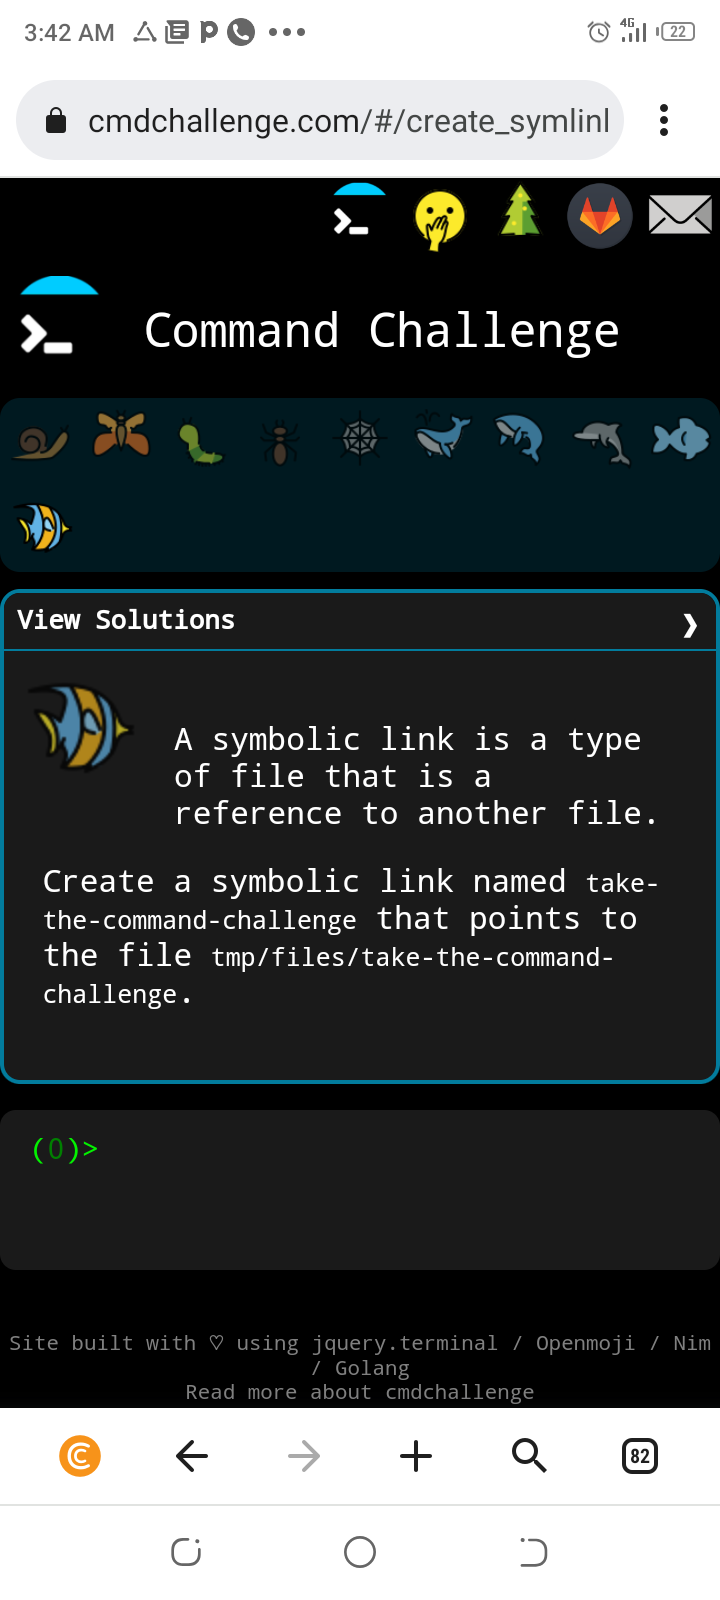 3:42 AM
4G
22
cmdchallenge.com/#/create_symlinl
Command Challenge
View Solutions
A symbolic link is a type
of file that is a
reference to another file.
Create a symbolic link named take-
the-command-challenge that points to
the file tmp/files/take-the-command-
challenge.
(0)>
Site built with ♡ using jquery.terminal / Openmoji / Nim
/ Golang
Read more about cmdchallenge
82